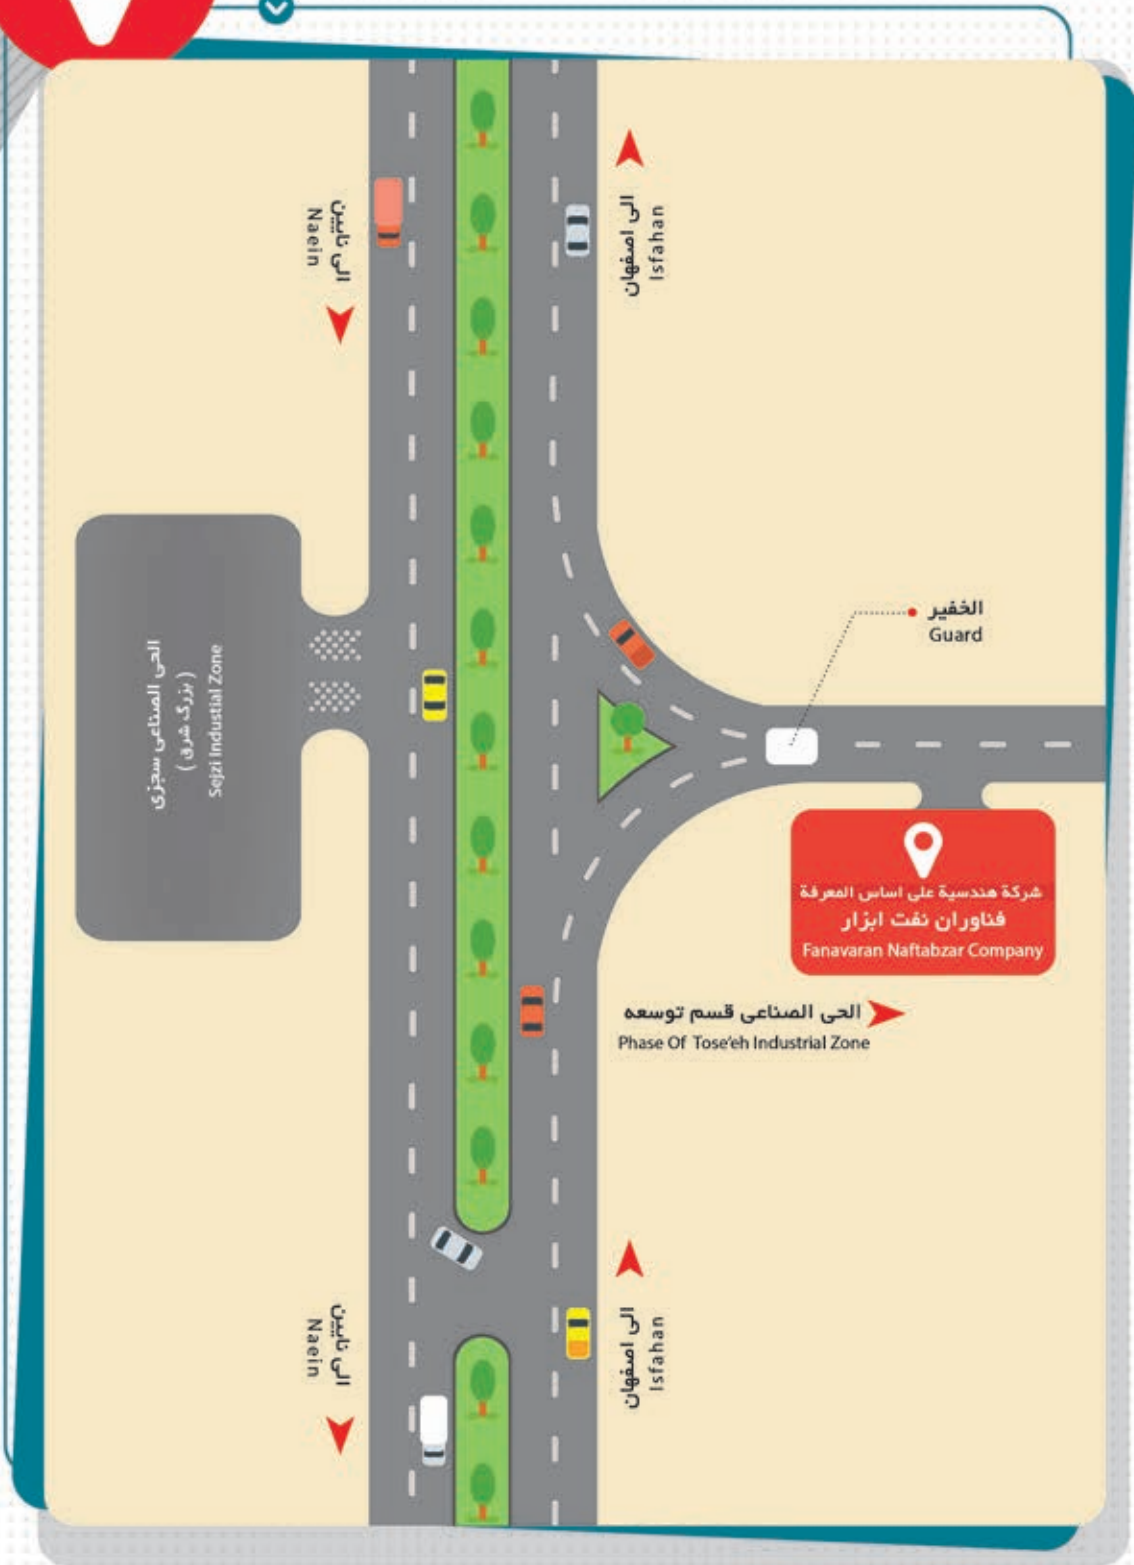 الی نایین
Naein
الی اصفهان
Isfahan
الخفیر
Guard
الحی الصناعی سجزی
( بزرگ شرق )
Sejzi Industial Zone
شرکة هندسیة علی اساس المعرفة
فناوران نفت ابزار
Fanavaran Naftabzar Company
الحی الصناعی قسم توسعه
Phase Of Tose'eh Industrial Zone
الی نایین
Naein
الی اصفهان
Isfahan